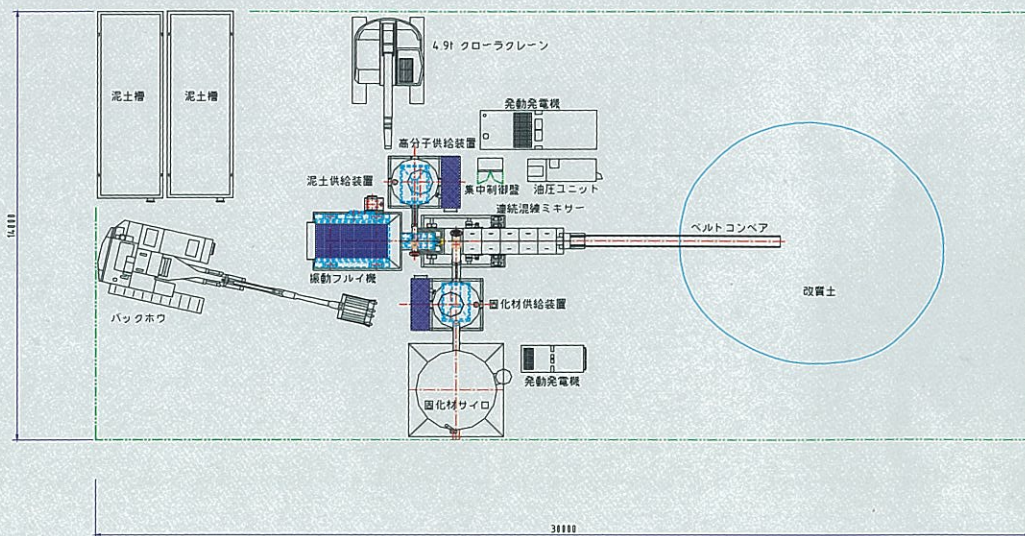 4.9t クローラクレーン
泥土槽
泥土槽
発動発電機
高分子供給装置
泥土供給装置
集中制御盤
油圧ユニット
連続混練ミキサー
ベルトコンベア
振動フルイ機
改質土
固化材供給装置
バックホウ
発動発電機
固化材サイロ
14000
30000